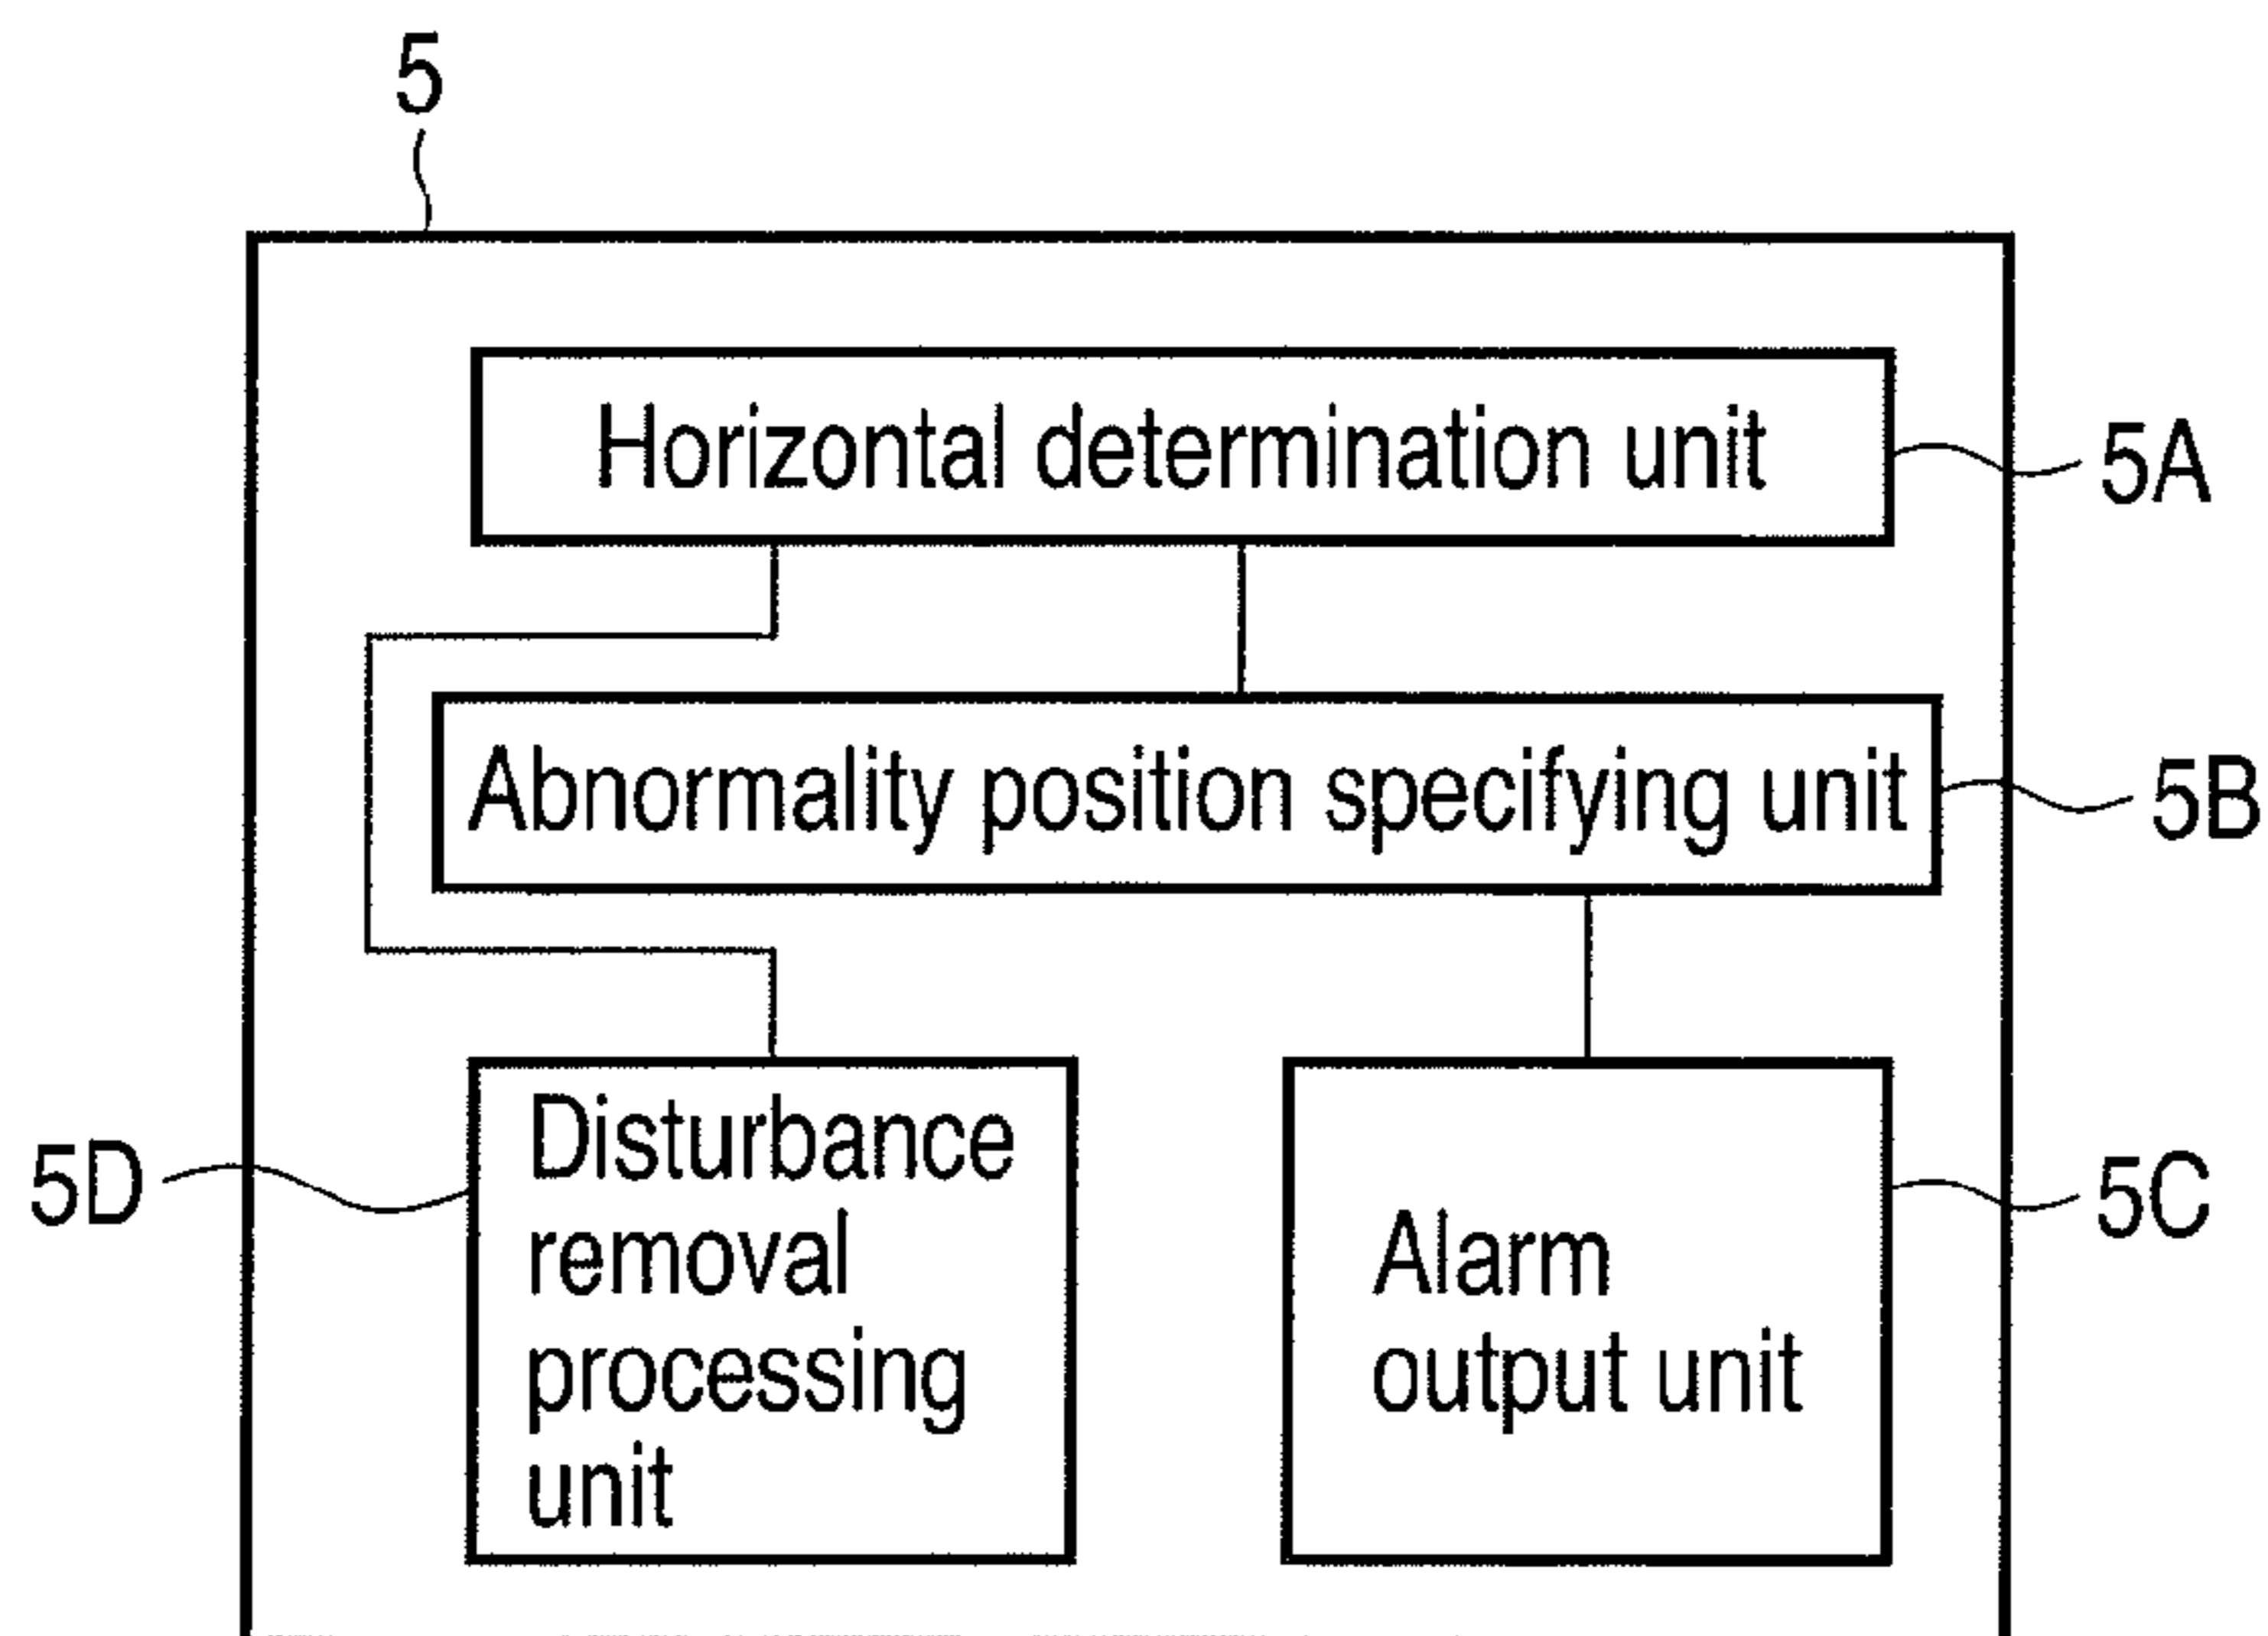 5
Horizontal determination unit
5A
Abnormality position specifying unit
5B
5D
Disturbance
removal
processing
unit
Alarm
output unit
5C